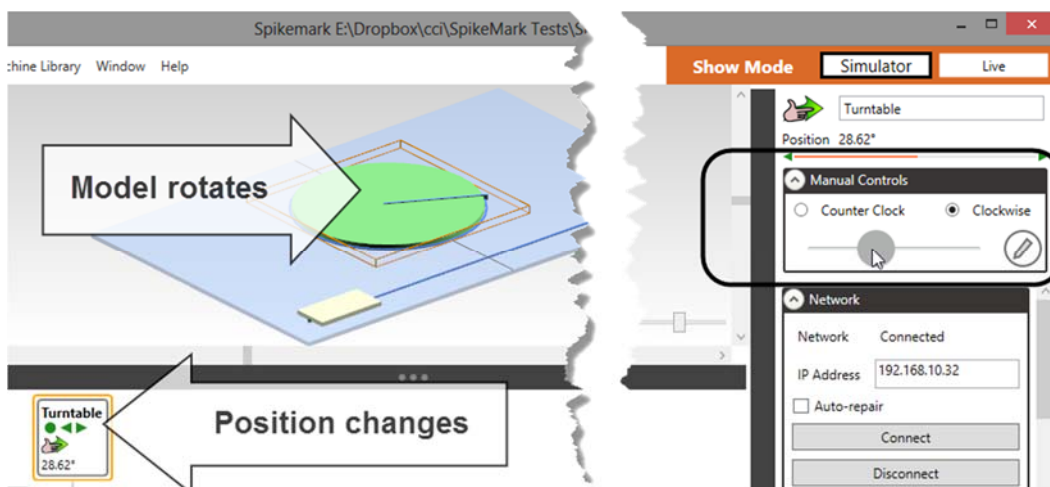 Spikemark E:\Dropbox\cci\SpikeMark Tests\S
chine Library Window Help
Show Mode Simulator Live
Turntable
Position 28.62°
Manual Controls
Counter Clock Clockwise
Model rotates
Network
Network Connected
IP Address 192.168.10.32
Auto-repair
Connect
Disconnect
Turntable
28.62°
Position changes